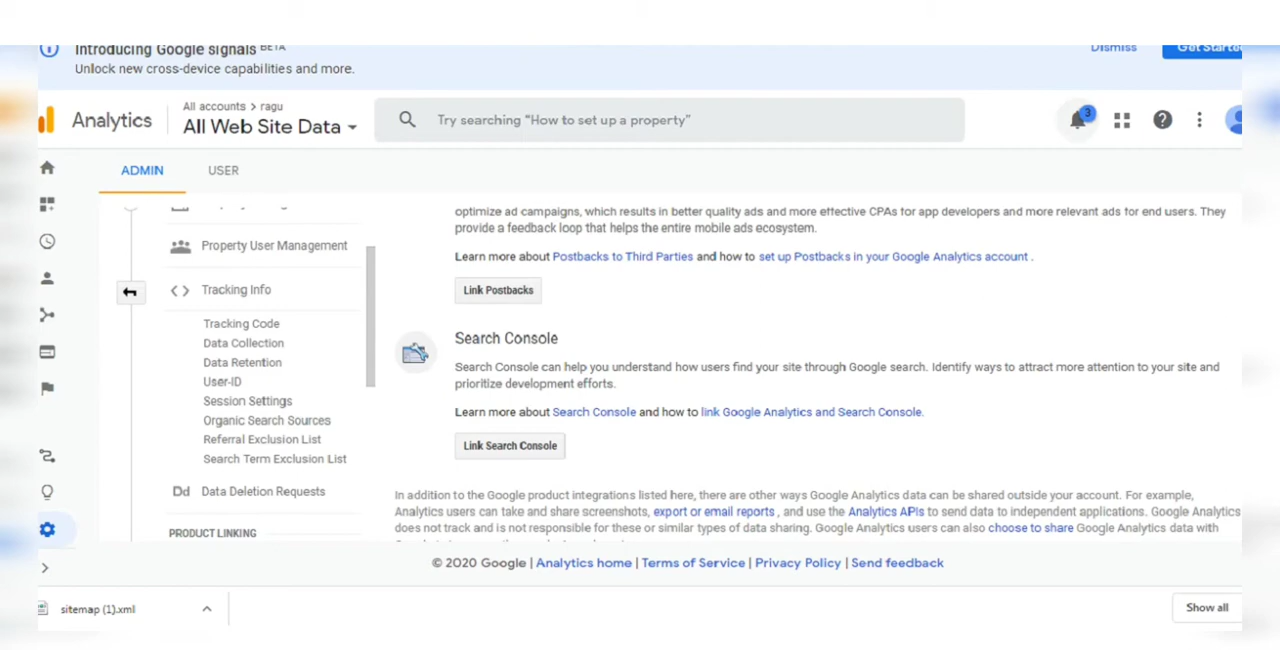 Introducing Google signals BETA
Dismiss
Get Starte
Unlock new cross-device capabilities and more.
Analytics
All accounts > ragu
All Web Site Data
Try searching “How to set up a property”
3
ADMIN
USER
Property User Management
Tracking Info
Tracking Code
Data Collection
Data Retention
User-ID
Session Settings
Organic Search Sources
Referral Exclusion List
Search Term Exclusion List
Dd Data Deletion Requests
PRODUCT LINKING
optimize ad campaigns, which results in better quality ads and more effective CPAs for app developers and more relevant ads for end users. They
provide a feedback loop that helps the entire mobile ads ecosystem.
Learn more about Postbacks to Third Parties and how to set up Postbacks in your Google Analytics account .
Link Postbacks
Search Console
Search Console can help you understand how users find your site through Google search. Identify ways to attract more attention to your site and
prioritize development efforts.
Learn more about Search Console and how to link Google Analytics and Search Console.
Link Search Console
In addition to the Google product integrations listed here, there are other ways Google Analytics data can be shared outside your account. For example,
Analytics users can take and share screenshots, export or email reports , and use the Analytics APIs to send data to independent applications. Google Analytics
does not track and is not responsible for these or similar types of data sharing. Google Analytics users can also choose to share Google Analytics data with
© 2020 Google | Analytics home | Terms of Service | Privacy Policy | Send feedback
sitemap (1).xml
Show all